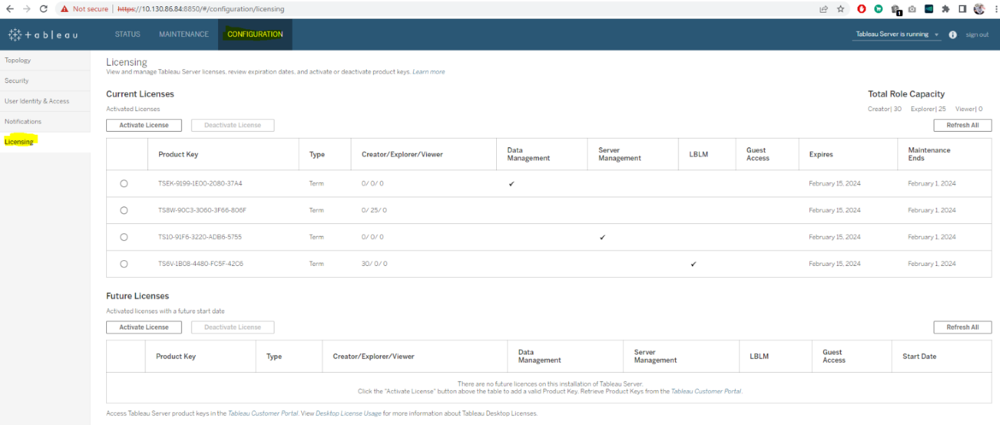 Not secure | https://10.130.86.84:8850/#/configuration/licensing
1
+ a b l e a u
STATUS
MAINTENANCE
CONFIGURATION
Tableau Server is running
sign out
Topology
Security
User Identity & Access
Notifications
Licensing
Licensing
View and manage Tableau Server licenses, review expiration dates, and activate or deactivate product keys. Learn more
Current Licenses
Total Role Capacity
Activated Licenses
Creator| 30 Explorer| 25 Viewer| 0
Activate License
Deactivate License
Refresh All
Product Key Type Creator/Explorer/Viewer Data Management Server Management LBLM Guest Access Expires Maintenance Ends
TSEK-9199-1E00-2080-37A4 Term 0/ 0/ 0 ✓ February 15, 2024 February 1, 2024
TS8W-90C3-3060-3F66-806F Term 0/ 25/ 0 February 15, 2024 February 1, 2024
TS10-91F6-3220-ADB6-5755 Term 0/ 0/ 0 ✓ February 15, 2024 February 1, 2024
TS6V-1B08-4480-FC5F-42C6 Term 30/ 0/ 0 ✓ February 15, 2024 February 1, 2024
Future Licenses
Activated licenses with a future start date
Activate License
Deactivate License
Refresh All
Product Key Type Creator/Explorer/Viewer Data Management Server Management LBLM Guest Access Start Date
There are no future licences on this installation of Tableau Server.
Click the "Activate License" button above the table to add a valid Product Key. Retrieve Product Keys from the Tableau Customer Portal.
Access Tableau Server product keys in the Tableau Customer Portal. View Desktop License Usage for more information about Tableau Desktop Licenses.